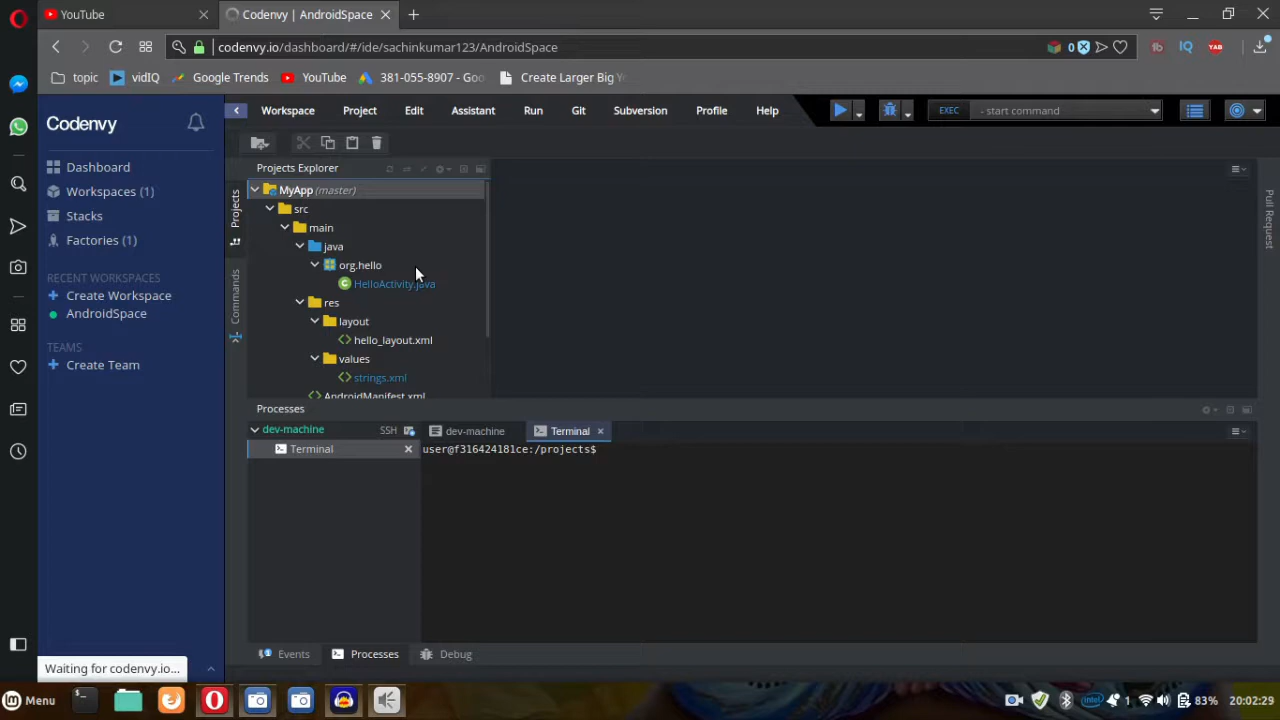 YouTube
Codenvy | AndroidSpace
codenvy.io/dashboard/#/ide/sachinkumar123/AndroidSpace
0
topic
vidIQ
Google Trends
YouTube
381-055-8907 - Goo
Create Larger Big Y
Codenvy
Workspace
Project
Edit
Assistant
Run
Git
Subversion
Profile
Help
EXEC
- start command
Dashboard
Workspaces (1)
Stacks
Factories (1)
RECENT WORKSPACES
Create Workspace
AndroidSpace
TEAMS
Create Team
Projects
Commands
Projects Explorer
MyApp (master)
src
main
java
org.hello
HelloActivity.java
res
layout
hello_layout.xml
values
strings.xml
AndroidManifest.xml
Pull Request
Processes
dev-machine
SSH
Terminal
dev-machine
Terminal
user@f316424181ce:/projects$
Events
Processes
Debug
Waiting for codenvy.io...
Menu
1
83%
20:02:29